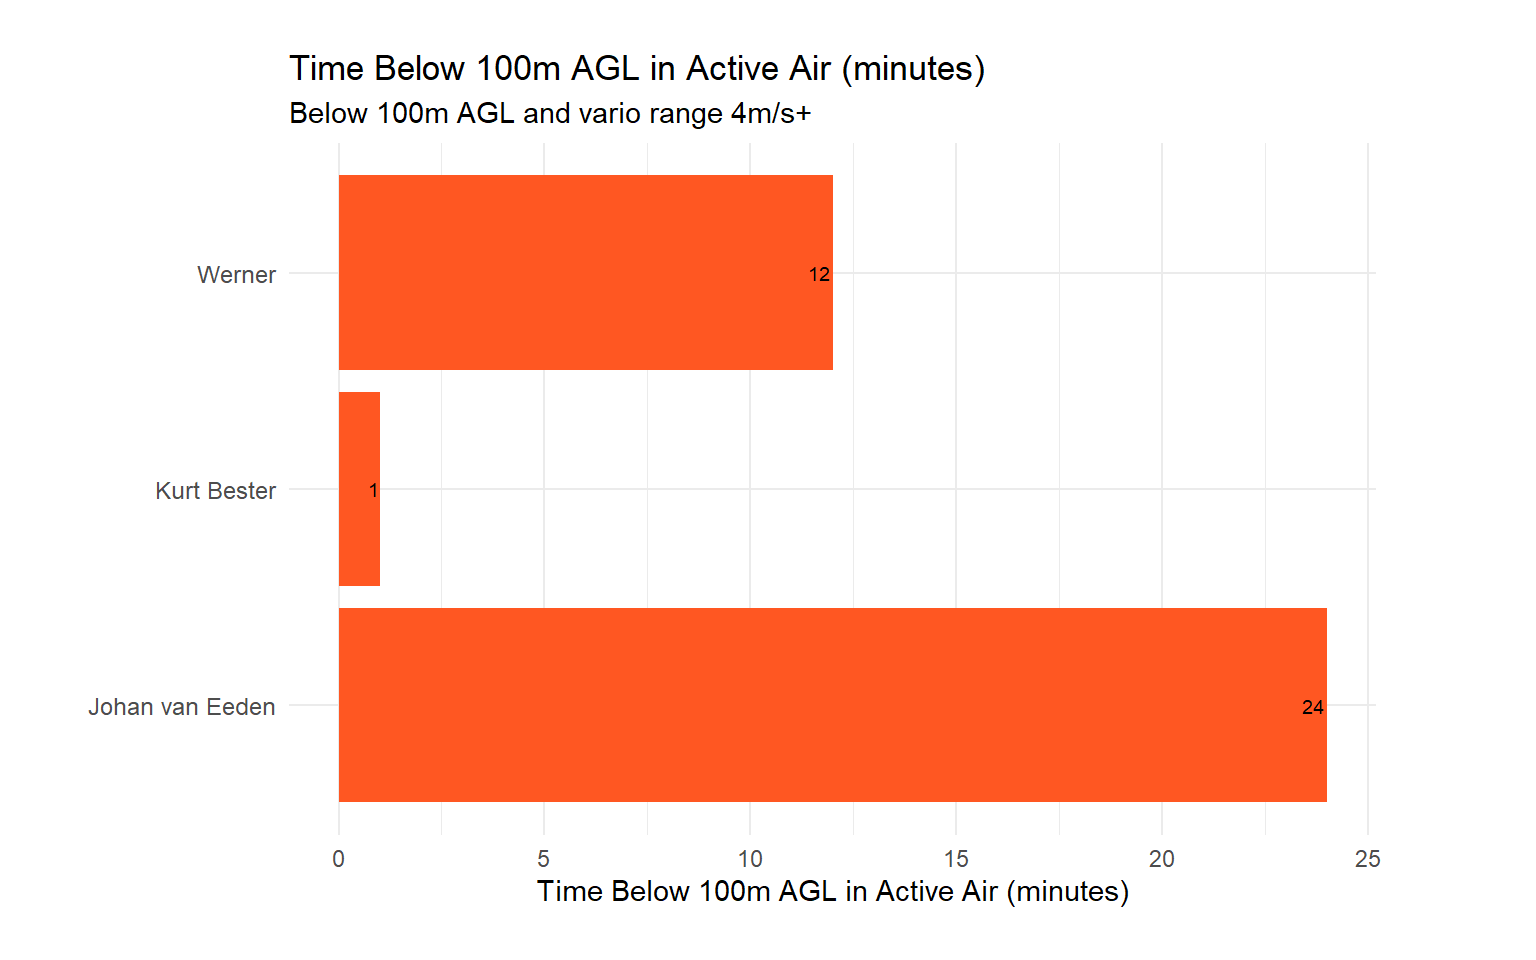 Time Below 100m AGL in Active Air (minutes)
Below 100m AGL and vario range 4m/s+
Werner
12
Kurt Bester
1
Johan van Eeden
24
0 5 10 15 20 25
Time Below 100m AGL in Active Air (minutes)